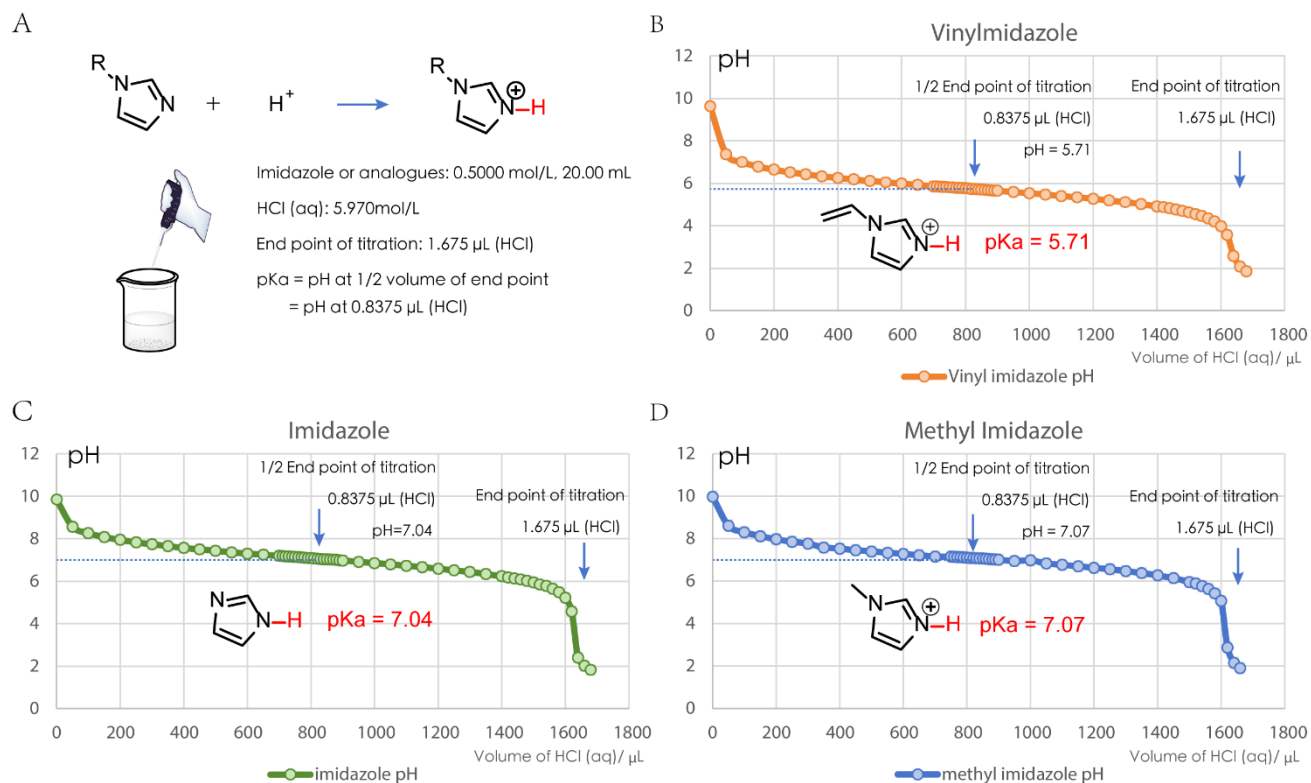 A
R
N
N
+
H+
R
N
N
+
H
Imidazole or analogues: 0.5000 mol/L, 20.00 mL
HCl (aq): 5.970mol/L
End point of titration: 1.675 µL (HCl)
pKa = pH at 1/2 volume of end point
= pH at 0.8375 µL (HCl)
B
Vinylmidazole
pH
12
10
8
6
4
2
0
1/2 End point of titration
0.8375 µL (HCl)
pH = 5.71
End point of titration
1.675 µL (HCl)
N
N
+
H
pKa = 5.71
0 200 400 600 800 1000 1200 1400 1600 1800
Volume of HCl (aq)/ µL
Vinyl imidazole pH
C
Imidazole
pH
12
10
8
6
4
2
0
1/2 End point of titration
0.8375 µL (HCl)
pH=7.04
End point of titration
1.675 µL (HCl)
N
N
H
pKa = 7.04
0 200 400 600 800 1000 1200 1400 1600 1800
Volume of HCl (aq)/ µL
imidazole pH
D
Methyl Imidazole
pH
12
10
8
6
4
2
0
1/2 End point of titration
0.8375 µL (HCl)
pH = 7.07
End point of titration
1.675 µL (HCl)
N
N
+
H
pKa = 7.07
0 200 400 600 800 1000 1200 1400 1600 1800
Volume of HCl (aq)/ µL
methyl imidazole pH